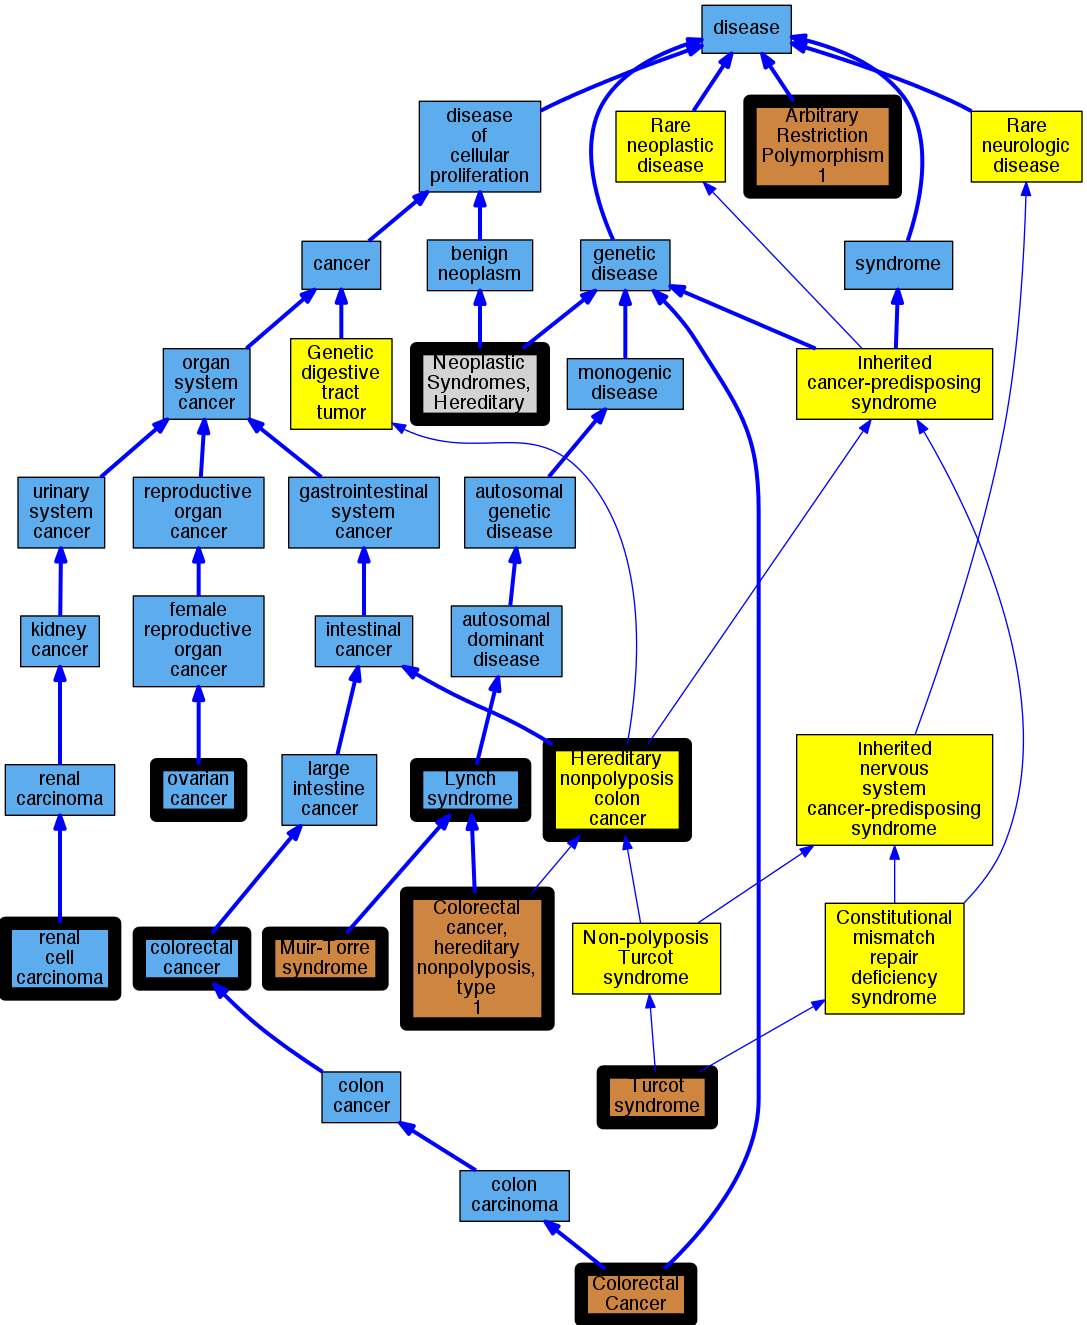 disease
disease
of
cellular
proliferation
Rare
neoplastic
disease
Arbitrary
Restriction
Polymorphism
1
Rare
neurologic
disease
cancer
benign
neoplasm
genetic
disease
syndrome
organ
system
cancer
Genetic
digestive
tract
tumor
Neoplastic
Syndromes,
Hereditary
monogenic
disease
Inherited
cancer-predisposing
syndrome
urinary
system
cancer
reproductive
organ
cancer
gastrointestinal
system
cancer
autosomal
genetic
disease
kidney
cancer
female
reproductive
organ
cancer
intestinal
cancer
autosomal
dominant
disease
renal
carcinoma
ovarian
cancer
large
intestine
cancer
Lynch
syndrome
Hereditary
nonpolyposis
colon
cancer
Inherited
nervous
system
cancer-predisposing
syndrome
renal
cell
carcinoma
colorectal
cancer
Muir-Torre
syndrome
Colorectal
cancer,
hereditary
nonpolyposis,
type
1
Non-polyposis
Turcot
syndrome
Constitutional
mismatch
repair
deficiency
syndrome
colon
cancer
Turcot
syndrome
colon
carcinoma
Colorectal
Cancer